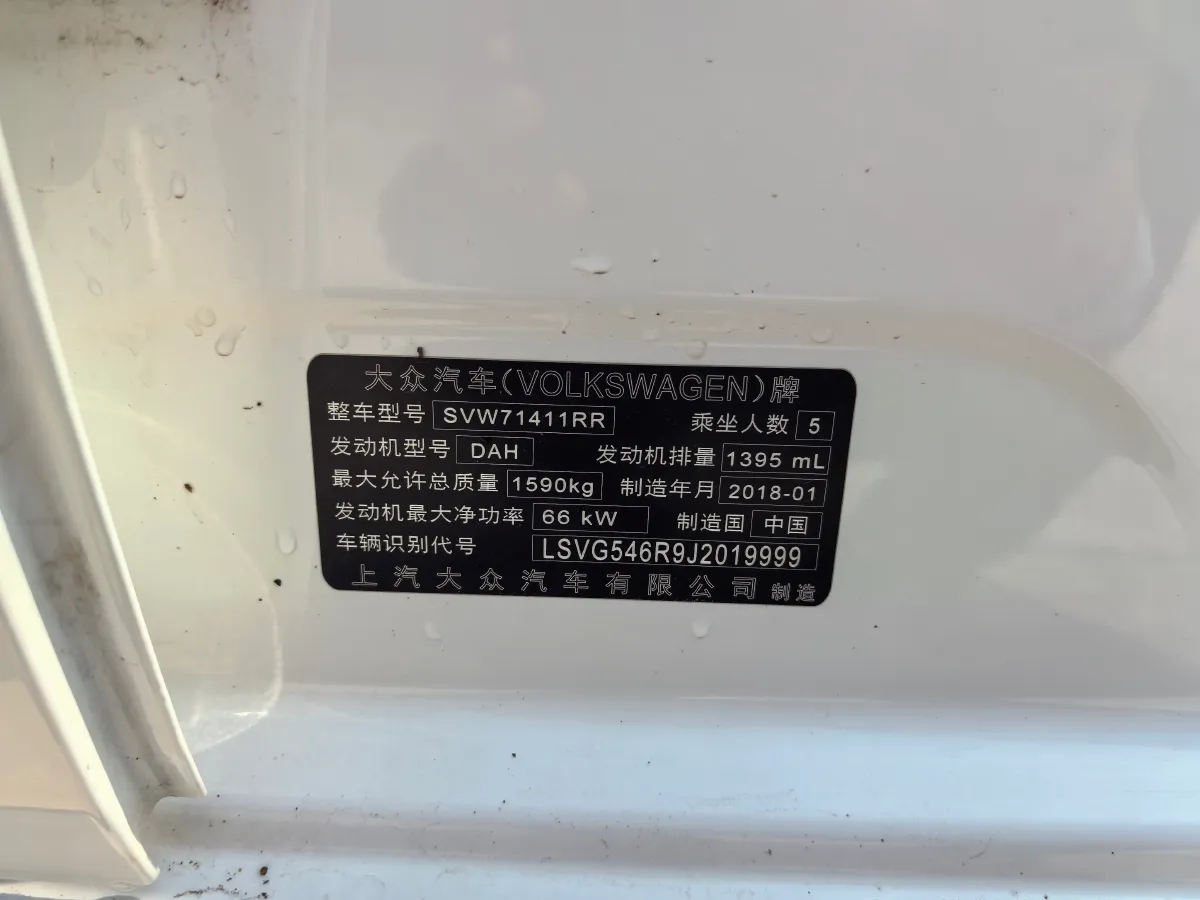 大众汽车(VOLKSWAGEN)牌
整车型号 SVW71411RR 乘坐人数 5
发动机型号 DAH 发动机排量 1395 mL
最大允许总质量 1590kg 制造年月 2018-01
发动机最大净功率 66 kW 制造国 中国
车辆识别代号 LSVG546R9J2019999
上汽大众汽车有限公司 制造